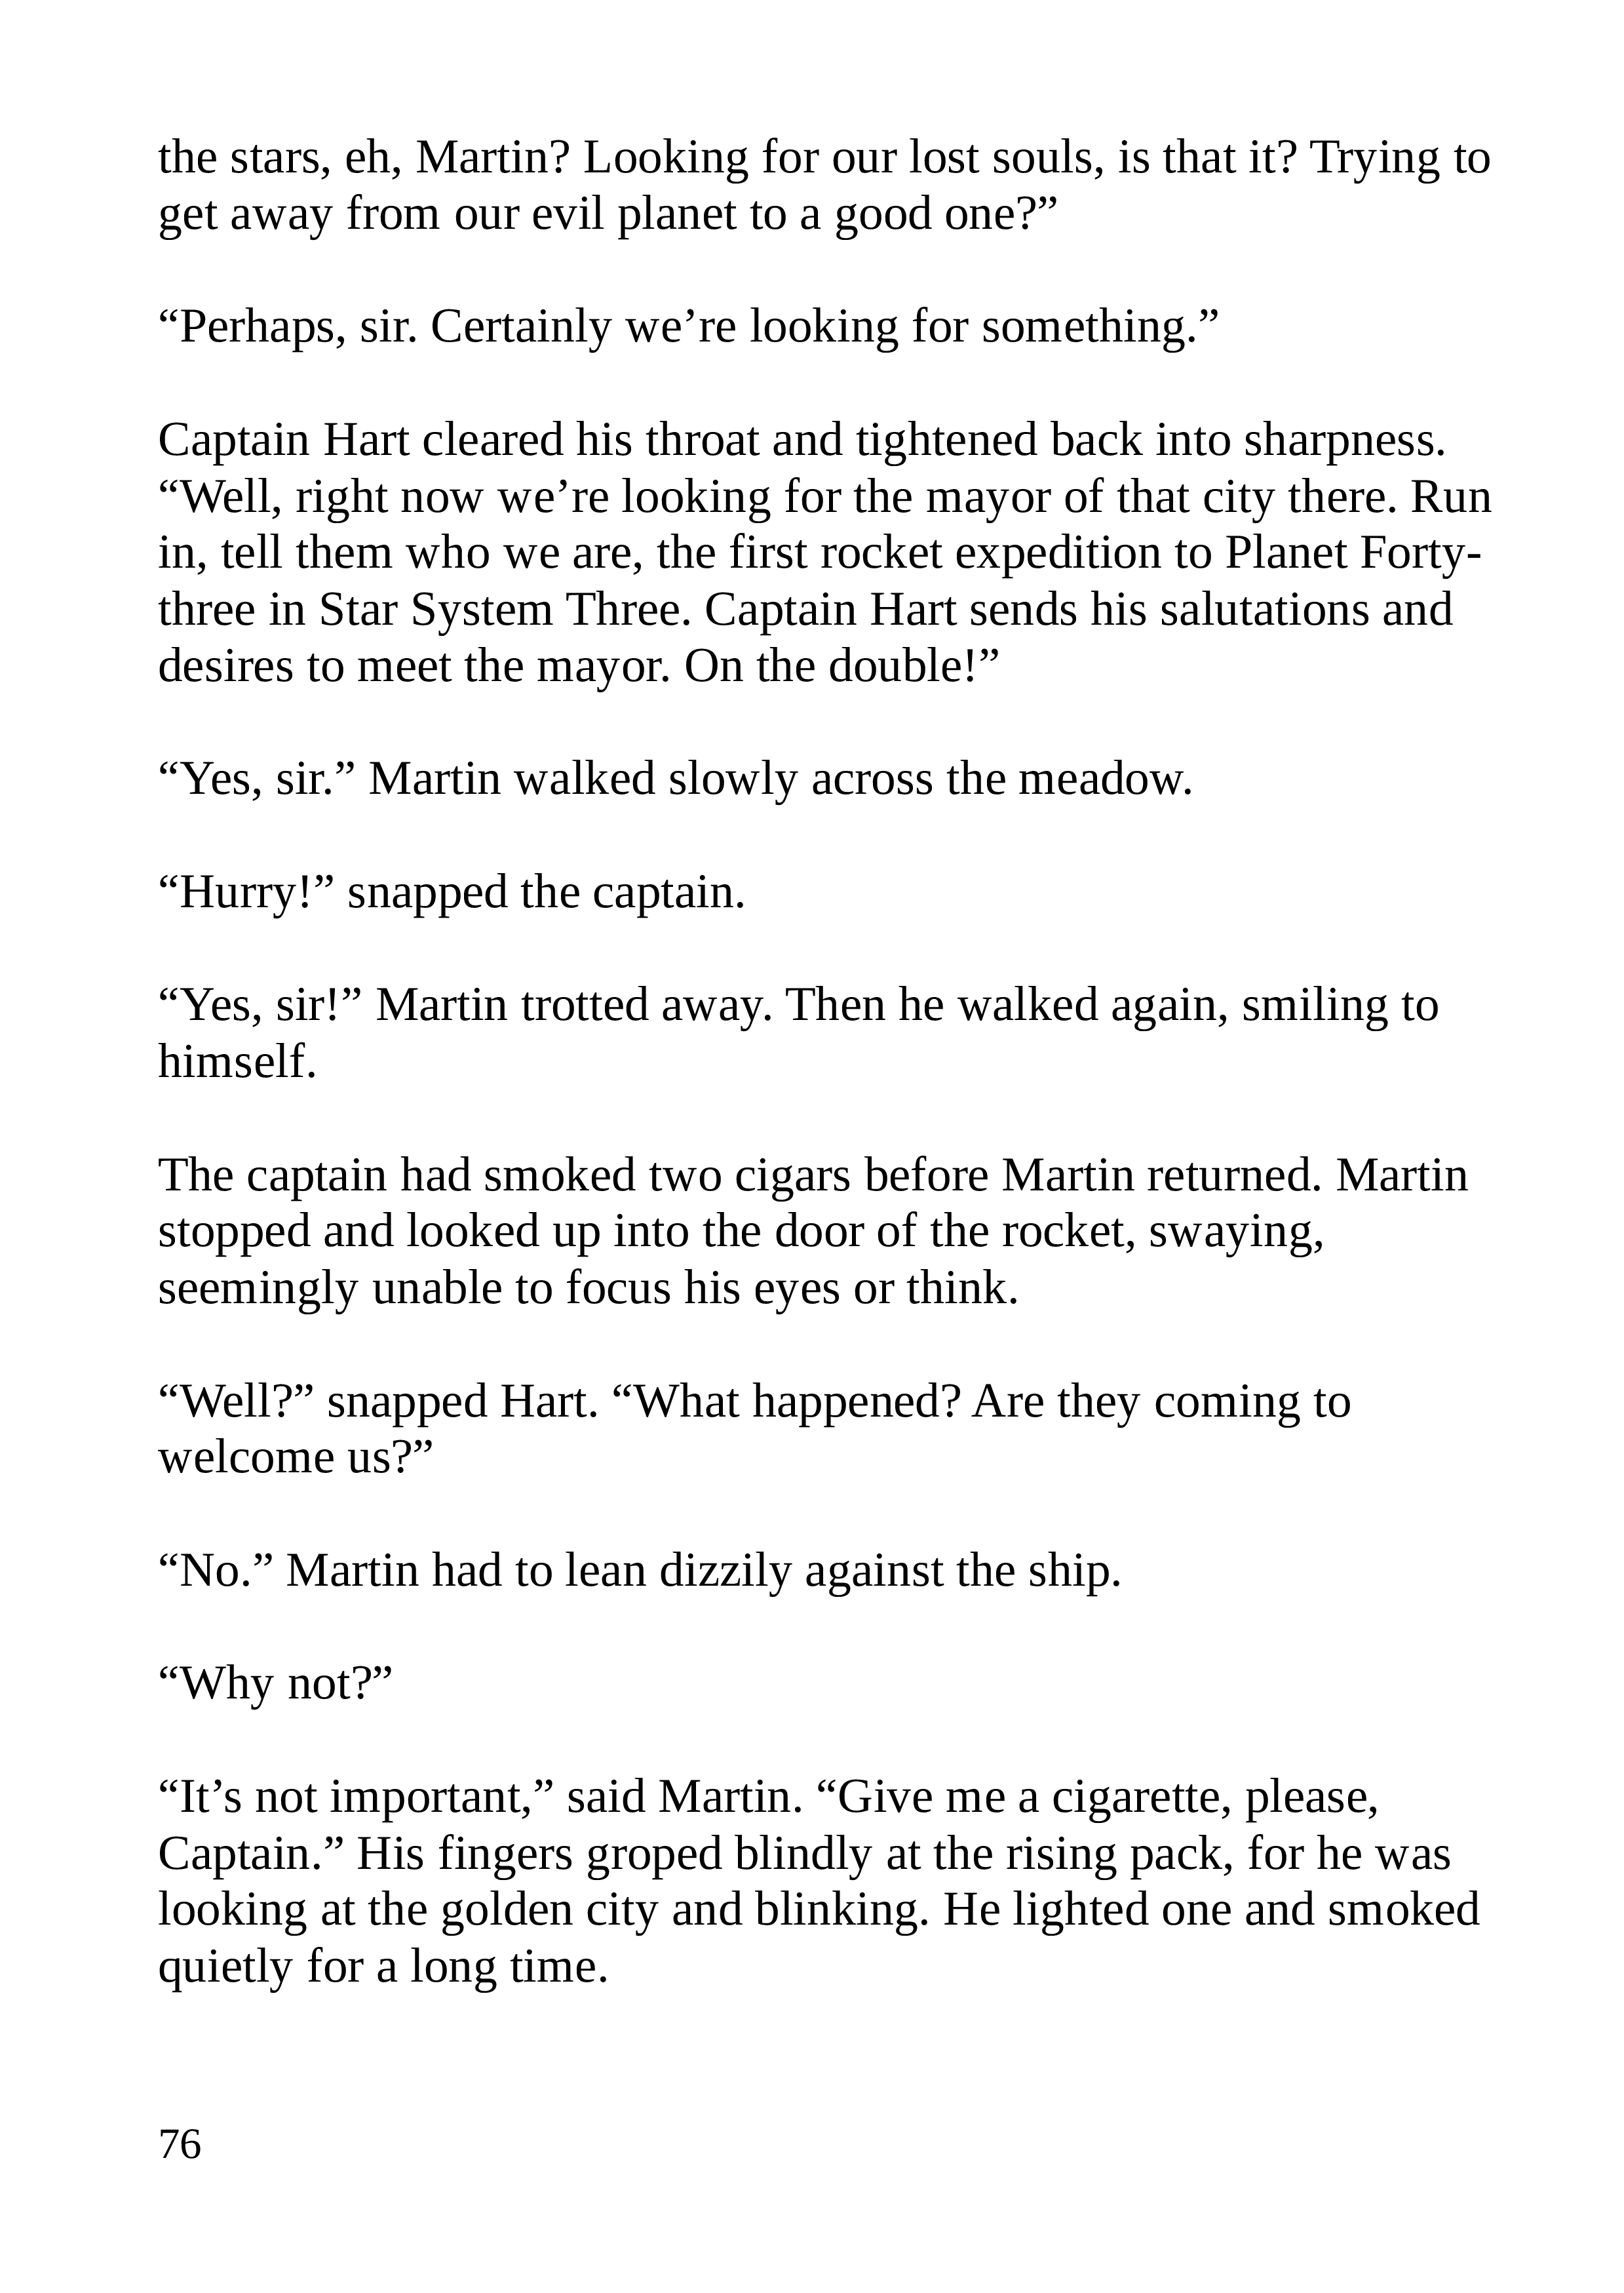 the stars, eh, Martin? Looking for our lost souls, is that it? Trying to
get away from our evil planet to a good one?”
“Perhaps, sir. Certainly we’re looking for something.”
Captain Hart cleared his throat and tightened back into sharpness.
“Well, right now we’re looking for the mayor of that city there. Run
in, tell them who we are, the first rocket expedition to Planet Forty-
three in Star System Three. Captain Hart sends his salutations and
desires to meet the mayor. On the double!”
“Yes, sir.” Martin walked slowly across the meadow.
“Hurry!” snapped the captain.
“Yes, sir!” Martin trotted away. Then he walked again, smiling to
himself.
The captain had smoked two cigars before Martin returned. Martin
stopped and looked up into the door of the rocket, swaying,
seemingly unable to focus his eyes or think.
“Well?” snapped Hart. “What happened? Are they coming to
welcome us?”
“No.” Martin had to lean dizzily against the ship.
“Why not?”
“It’s not important,” said Martin. “Give me a cigarette, please,
Captain.” His fingers groped blindly at the rising pack, for he was
looking at the golden city and blinking. He lighted one and smoked
quietly for a long time.
76